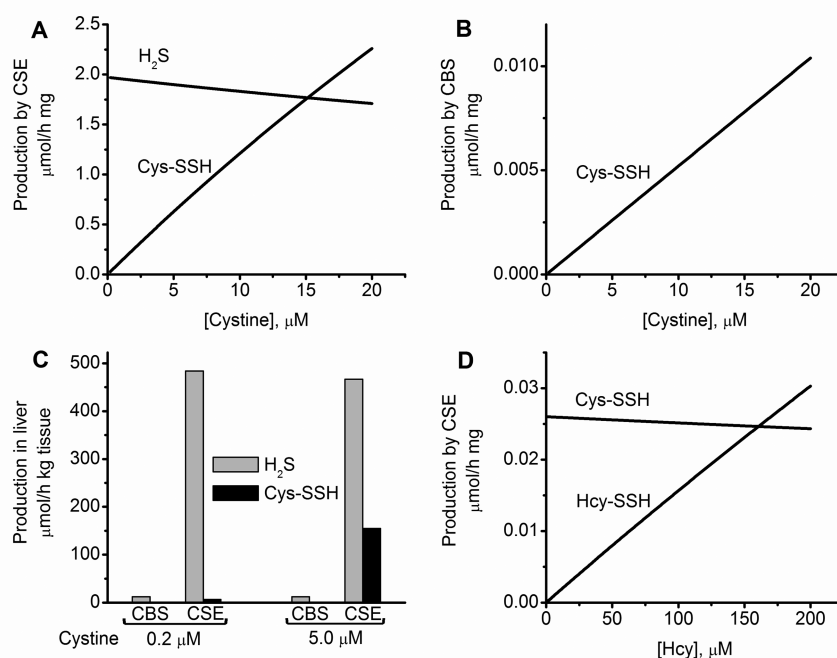 A
Production by CSE
μmol/h mg
2.5
2.0
1.5
1.0
0.5
0.0
H2S
Cys-SSH
0 5 10 15 20
[Cystine], μM
B
Production by CBS
μmol/h mg
0.010
0.005
0.000
Cys-SSH
0 5 10 15 20
[Cystine], μM
C
Production in liver
μmol/h kg tissue
500
400
300
200
100
0
H2S
Cys-SSH
CBS CSE CBS CSE
Cystine 0.2 μM 5.0 μM
D
Production by CSE
μmol/h mg
0.03
0.02
0.01
0.00
Cys-SSH
Hcy-SSH
0 50 100 150 200
[Hcy], μM